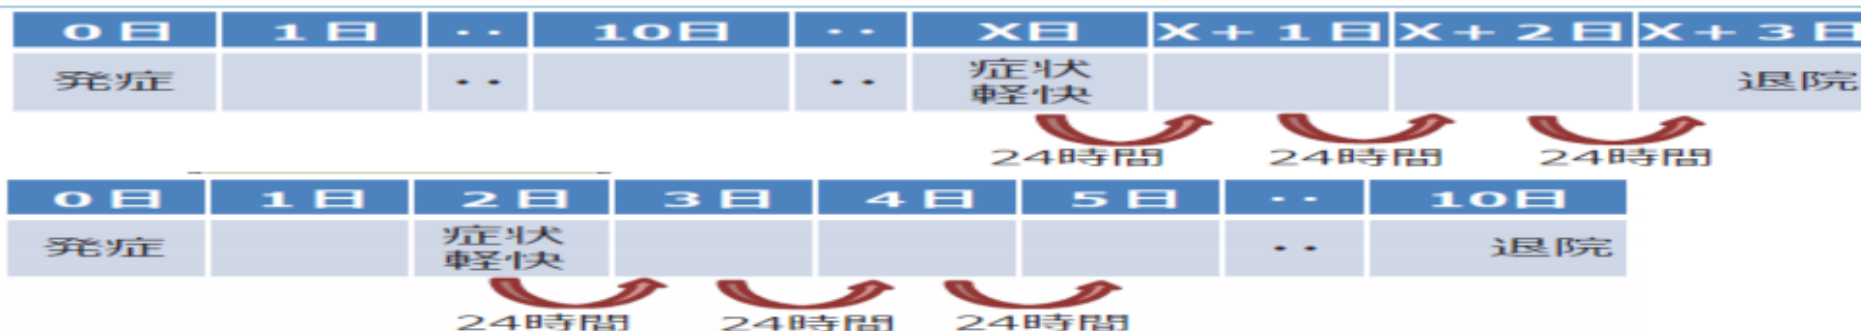 0日 1日 ‥ 10日 ‥ X日 X+1日 X+2日 X+3日
発症 ‥ ‥ 症状 退院
軽快
24時間 24時間 24時間
0日 1日 2日 3日 4日 5日 ‥ 10日
発症 症状 ‥ 退院
軽快
24時間 24時間 24時間